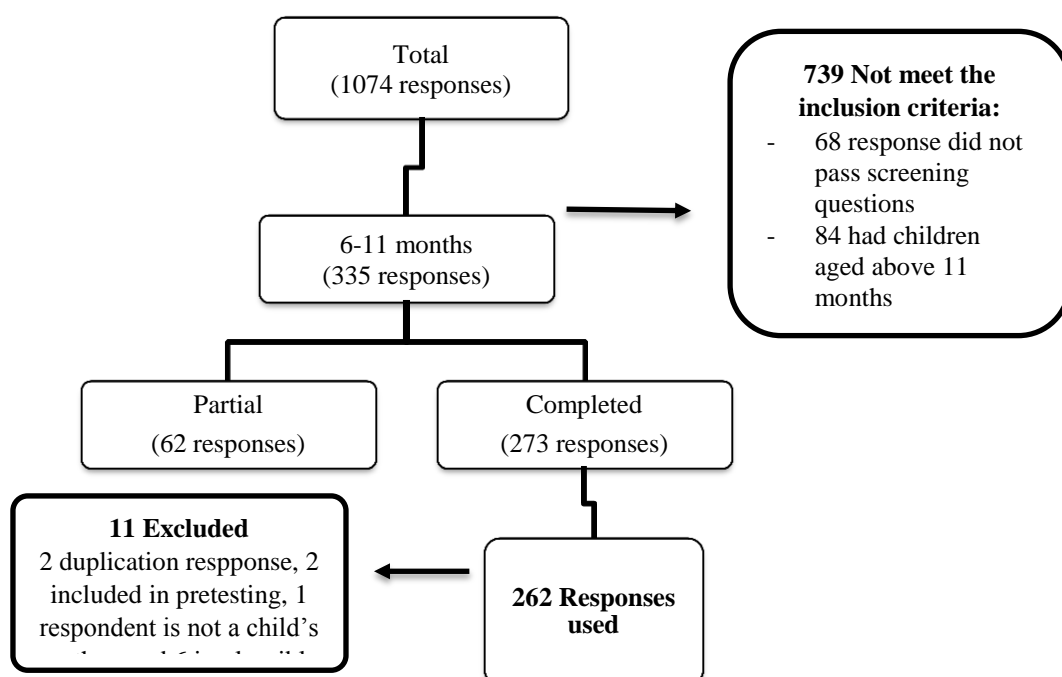 Total
(1074 responses)
739 Not meet the
inclusion criteria:
- 68 response did not
pass screening
questions
- 84 had children
aged above 11
months
6-11 months
(335 responses)
Partial
(62 responses)
Completed
(273 responses)
11 Excluded
2 duplication respponse, 2
included in pretesting, 1
respondent is not a child’s
262 Responses
used